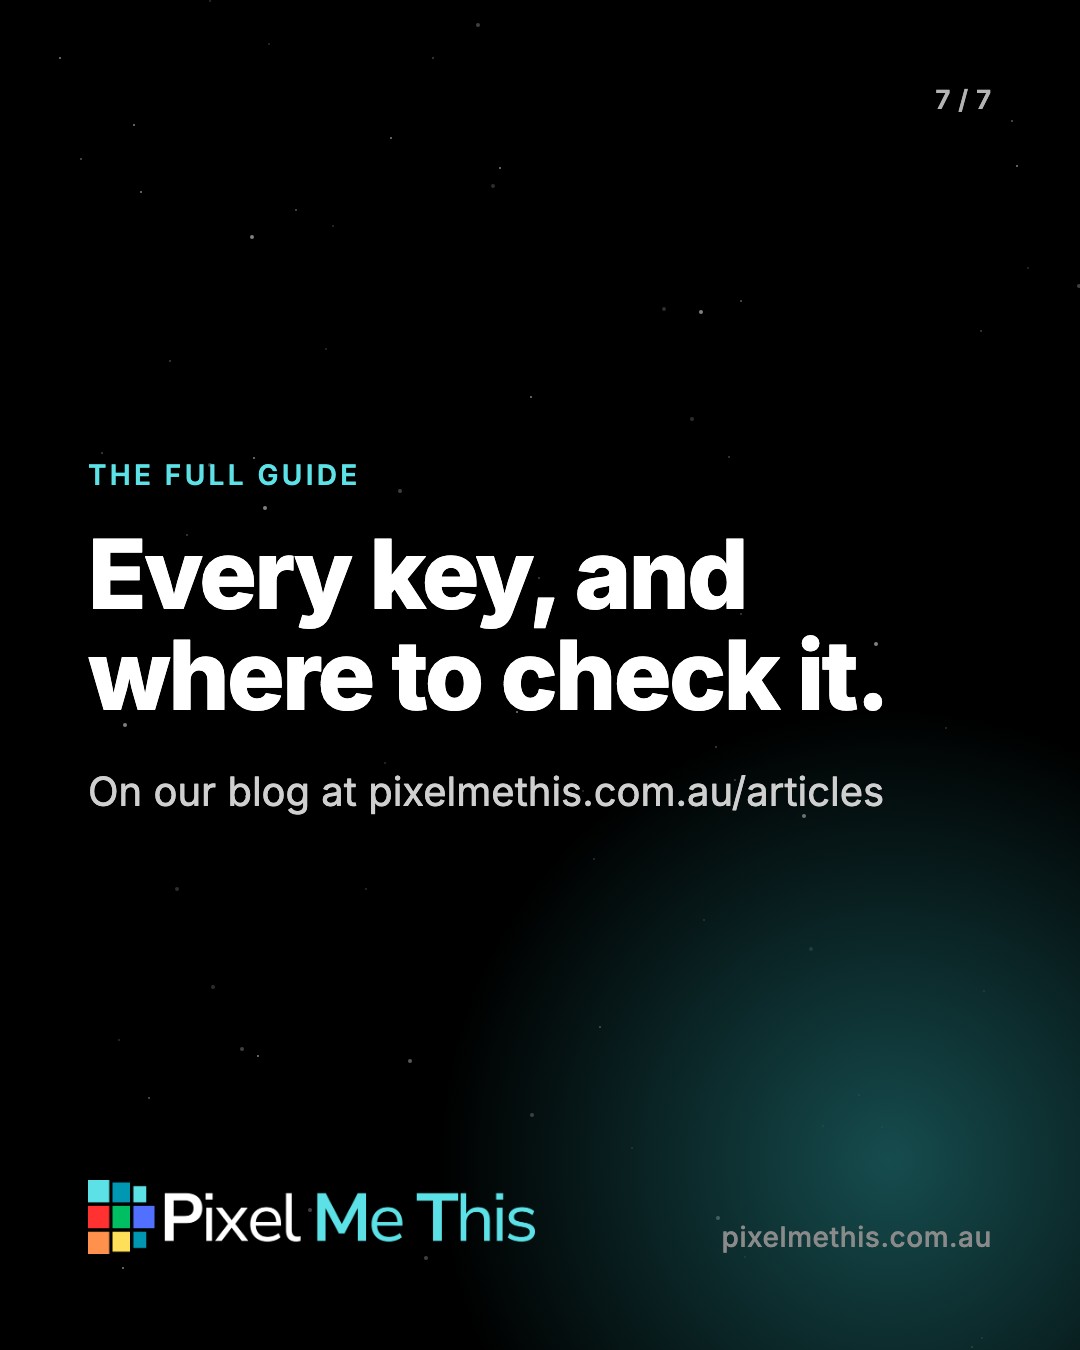 7 / 7
THE FULL GUIDE
Every key, and
where to check it.
On our blog at pixelmethis.com.au/articles
Pixel Me This
pixelmethis.com.au